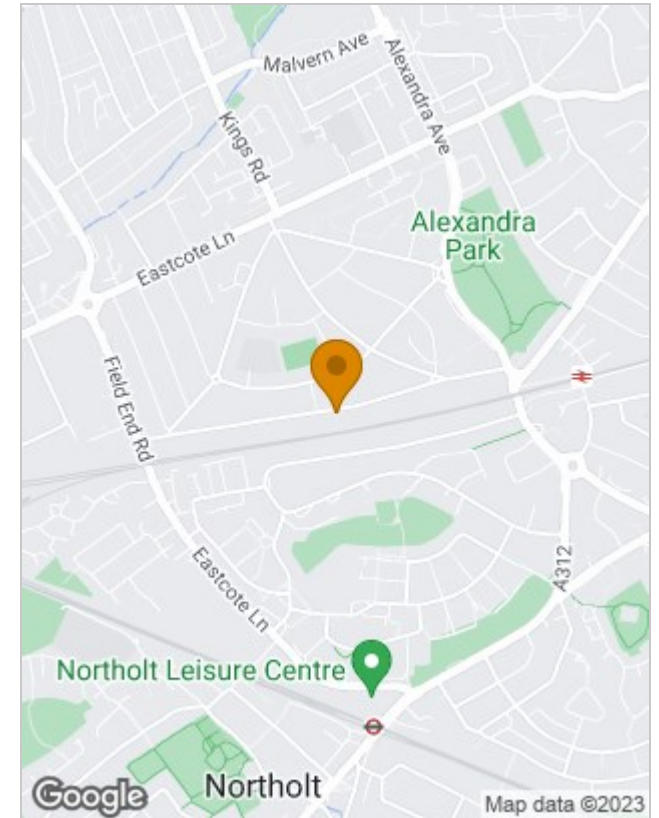 Malvern Ave
Alexandra Ave
Kings Rd
Alexandra
Park
Eastcote Ln
Field End Rd
A312
Eastcote Ln
Northolt Leisure Centre
Northolt
Google
Map data ©2023